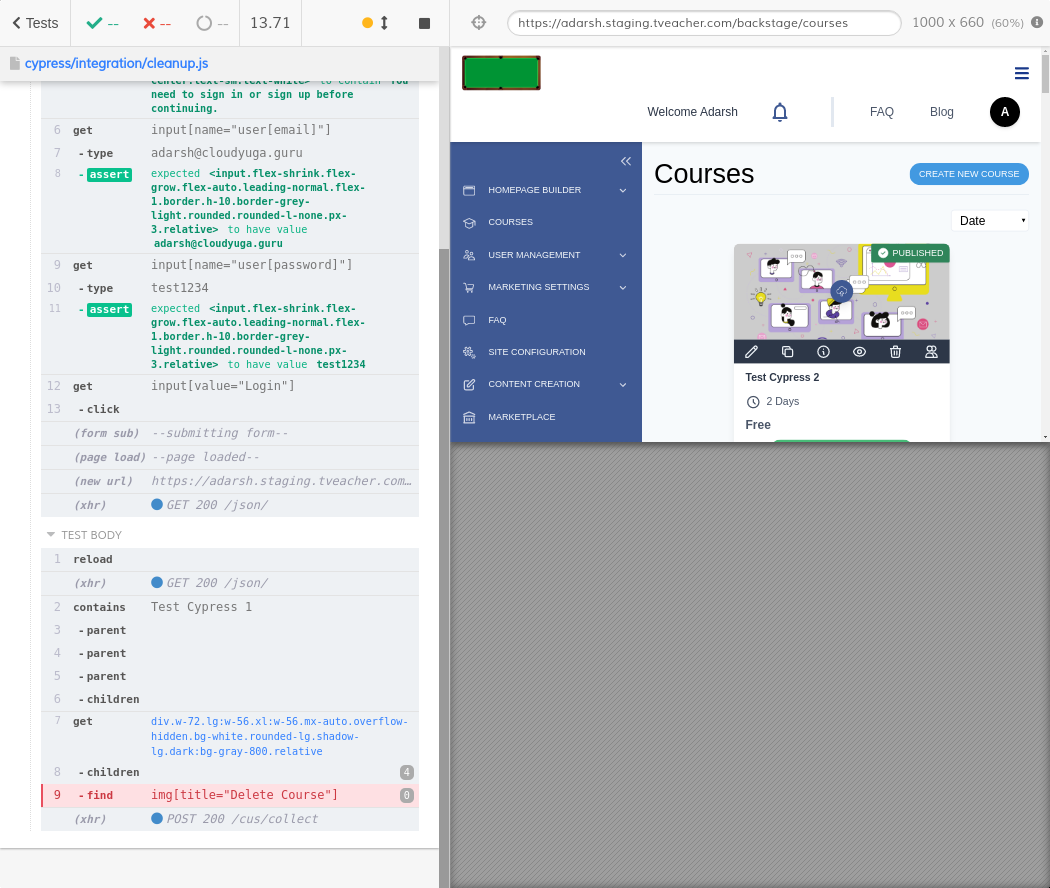 Tests
--
--
--
13.71
https://adarsh.staging.tveacher.com/backstage/courses
1000 x 660 (60%)
cypress/integration/cleanup.js
center.text-sm.text-white> to contain You
need to sign in or sign up before
continuing.
6 get input[name="user[email]"]
7 - type adarsh@cloudyuga.guru
8 - assert expected <input.flex-shrink.flex-
grow.flex-auto.leading-normal.flex-
1.border.h-10.border-grey-
light.rounded.rounded-l-none.px-
3.relative> to have value
adarsh@cloudyuga.guru
9 get input[name="user[password]"]
10 - type test1234
11 - assert expected <input.flex-shrink.flex-
grow.flex-auto.leading-normal.flex-
1.border.h-10.border-grey-
light.rounded.rounded-l-none.px-
3.relative> to have value test1234
12 get input[value="Login"]
13 - click
(form sub) --submitting form--
(page load) --page loaded--
(new url) https://adarsh.staging.tveacher.com…
(xhr) GET 200 /json/
TEST BODY
1 reload
(xhr) GET 200 /json/
2 contains Test Cypress 1
3 - parent
4 - parent
5 - parent
6 - children
7 get div.w-72.lg:w-56.xl:w-56.mx-auto.overflow-
hidden.bg-white.rounded-lg.shadow-
lg.dark:bg-gray-800.relative
8 - children 4
9 - find img[title="Delete Course"] 0
(xhr) POST 200 /cus/collect
Welcome Adarsh
FAQ
Blog
A
HOMEPAGE BUILDER
COURSES
USER MANAGEMENT
MARKETING SETTINGS
FAQ
SITE CONFIGURATION
CONTENT CREATION
MARKETPLACE
Courses
CREATE NEW COURSE
Date
PUBLISHED
Test Cypress 2
2 Days
Free